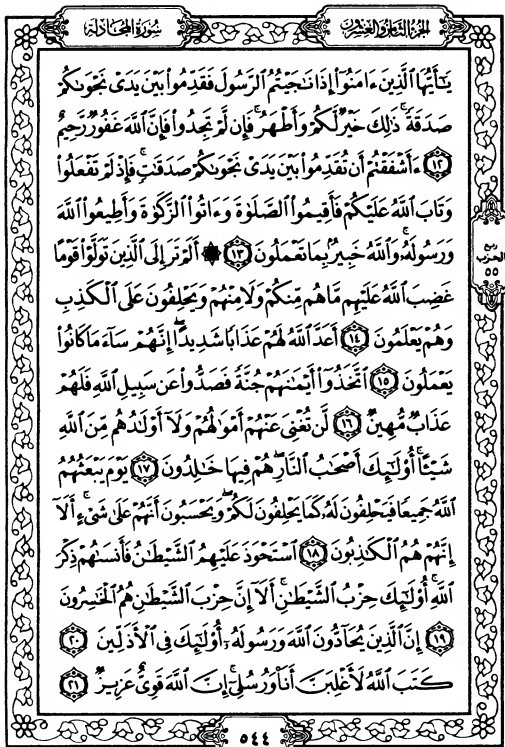 سورة المجادلة
الجزء الثامن والعشرون
يَٰٓأَيُّهَا ٱلَّذِينَ ءَامَنُوٓا۟ إِذَا نَٰجَيْتُمُ ٱلرَّسُولَ فَقَدِّمُوا۟ بَيْنَ يَدَىْ نَجْوَىٰكُمْ
صَدَقَةً ۚ ذَٰلِكَ خَيْرٌ لَّكُمْ وَأَطْهَرُ ۚ فَإِن لَّمْ تَجِدُوا۟ فَإِنَّ ٱللَّهَ غَفُورٌ رَّحِيمٌ
١٢ ءَأَشْفَقْتُمْ أَن تُقَدِّمُوا۟ بَيْنَ يَدَىْ نَجْوَىٰكُمْ صَدَقَٰتٍ ۚ فَإِذْ لَمْ تَفْعَلُوا۟
وَتَابَ ٱللَّهُ عَلَيْكُمْ فَأَقِيمُوا۟ ٱلصَّلَوٰةَ وَءَاتُوا۟ ٱلزَّكَوٰةَ وَأَطِيعُوا۟ ٱللَّهَ
وَرَسُولَهُۥ ۚ وَٱللَّهُ خَبِيرٌۢ بِمَا تَعْمَلُونَ ١٣ ۞ أَلَمْ تَرَ إِلَى ٱلَّذِينَ تَوَلَّوْا۟ قَوْمًا
غَضِبَ ٱللَّهُ عَلَيْهِم مَّا هُم مِّنكُمْ وَلَا مِنْهُمْ وَيَحْلِفُونَ عَلَى ٱلْكَذِبِ
وَهُمْ يَعْلَمُونَ ١٤ أَعَدَّ ٱللَّهُ لَهُمْ عَذَابًا شَدِيدًا ۖ إِنَّهُمْ سَآءَ مَا كَانُوا۟
يَعْمَلُونَ ١٥ ٱتَّخَذُوٓا۟ أَيْمَٰنَهُمْ جُنَّةً فَصَدُّوا۟ عَن سَبِيلِ ٱللَّهِ فَلَهُمْ
عَذَابٌ مُّهِينٌ ١٦ لَّن تُغْنِىَ عَنْهُمْ أَمْوَٰلُهُمْ وَلَآ أَوْلَٰدُهُم مِّنَ ٱللَّهِ
شَيْـًٔا ۚ أُو۟لَٰٓئِكَ أَصْحَٰبُ ٱلنَّارِ ۖ هُمْ فِيهَا خَٰلِدُونَ ١٧ يَوْمَ يَبْعَثُهُمُ
ٱللَّهُ جَمِيعًا فَيَحْلِفُونَ لَهُۥ كَمَا يَحْلِفُونَ لَكُمْ ۖ وَيَحْسَبُونَ أَنَّهُمْ عَلَىٰ شَىْءٍ ۚ أَلَآ
إِنَّهُمْ هُمُ ٱلْكَٰذِبُونَ ١٨ ٱسْتَحْوَذَ عَلَيْهِمُ ٱلشَّيْطَٰنُ فَأَنسَىٰهُمْ ذِكْرَ
ٱللَّهِ ۚ أُو۟لَٰٓئِكَ حِزْبُ ٱلشَّيْطَٰنِ ۚ أَلَآ إِنَّ حِزْبَ ٱلشَّيْطَٰنِ هُمُ ٱلْخَٰسِرُونَ
١٩ إِنَّ ٱلَّذِينَ يُحَآدُّونَ ٱللَّهَ وَرَسُولَهُۥٓ أُو۟لَٰٓئِكَ فِى ٱلْأَذَلِّينَ ٢٠
كَتَبَ ٱللَّهُ لَأَغْلِبَنَّ أَنَا۠ وَرُسُلِىٓ ۚ إِنَّ ٱللَّهَ قَوِىٌّ عَزِيزٌ ٢١
ربع
الحزب
٥٥
٥٤٤